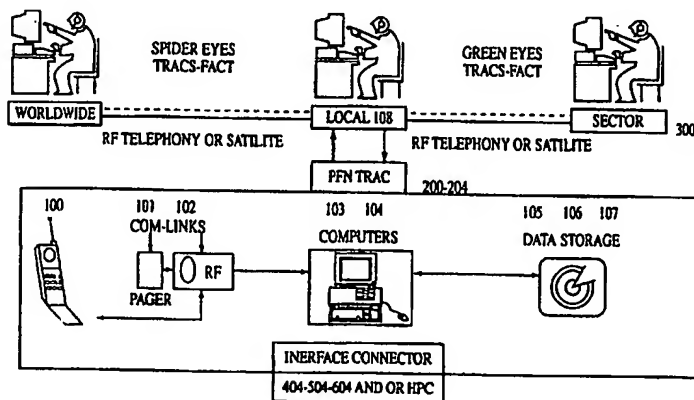 SPIDER EYES
TRACS-FACT
GREEN EYES
TRACS-FACT
WORLDWIDE
LOCAL 108
SECTOR
300
RF TELEPHONY OR SATILITE
RF TELEPHONY OR SATILITE
PFN TRAC
200-204
100
101 102
COM-LINKS
103 104
COMPUTERS
105 106 107
DATA STORAGE
RF
PAGER
INERFACE CONNECTOR
404-504-604 AND OR HPC